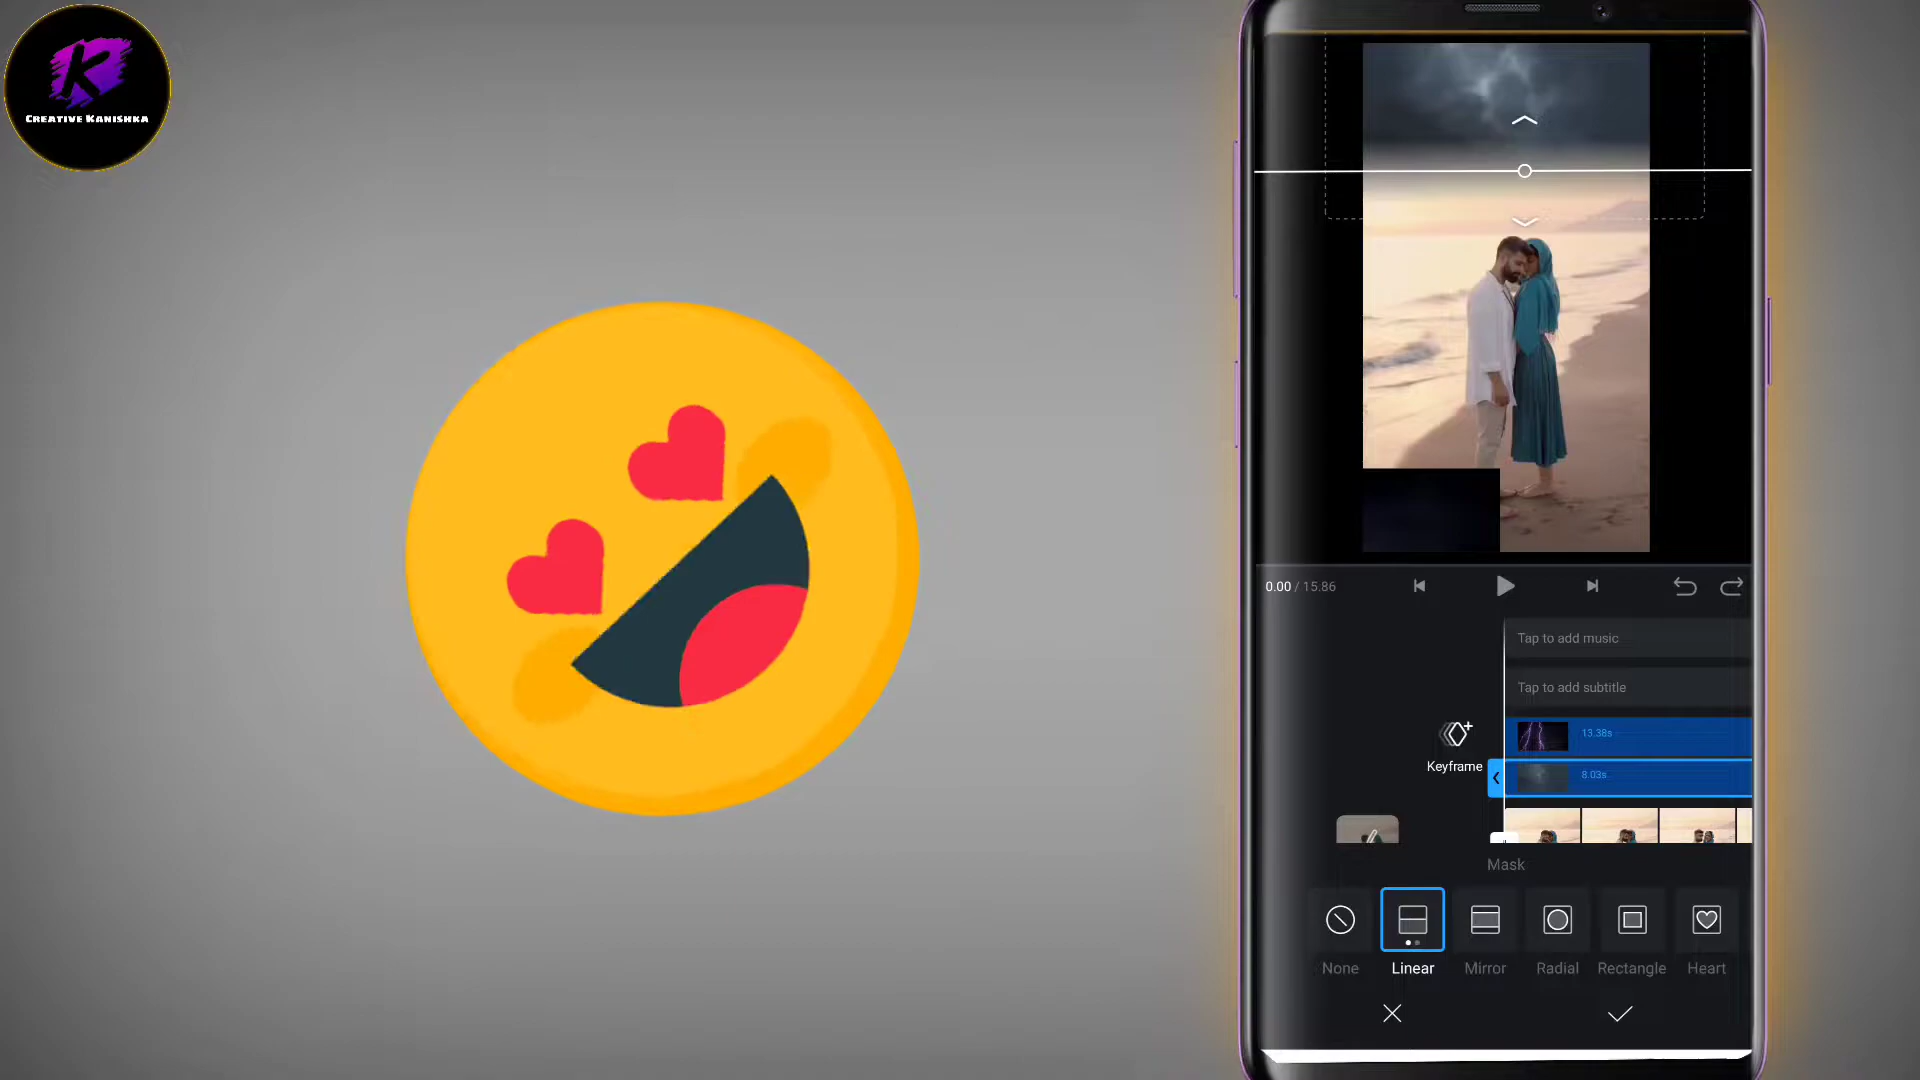 K
CREATIVE KANISHKA
0.00 / 15.86
Tap to add music
Tap to add subtitle
13.38s
Keyframe
8.03s
Mask
None Linear Mirror Radial Rectangle Heart